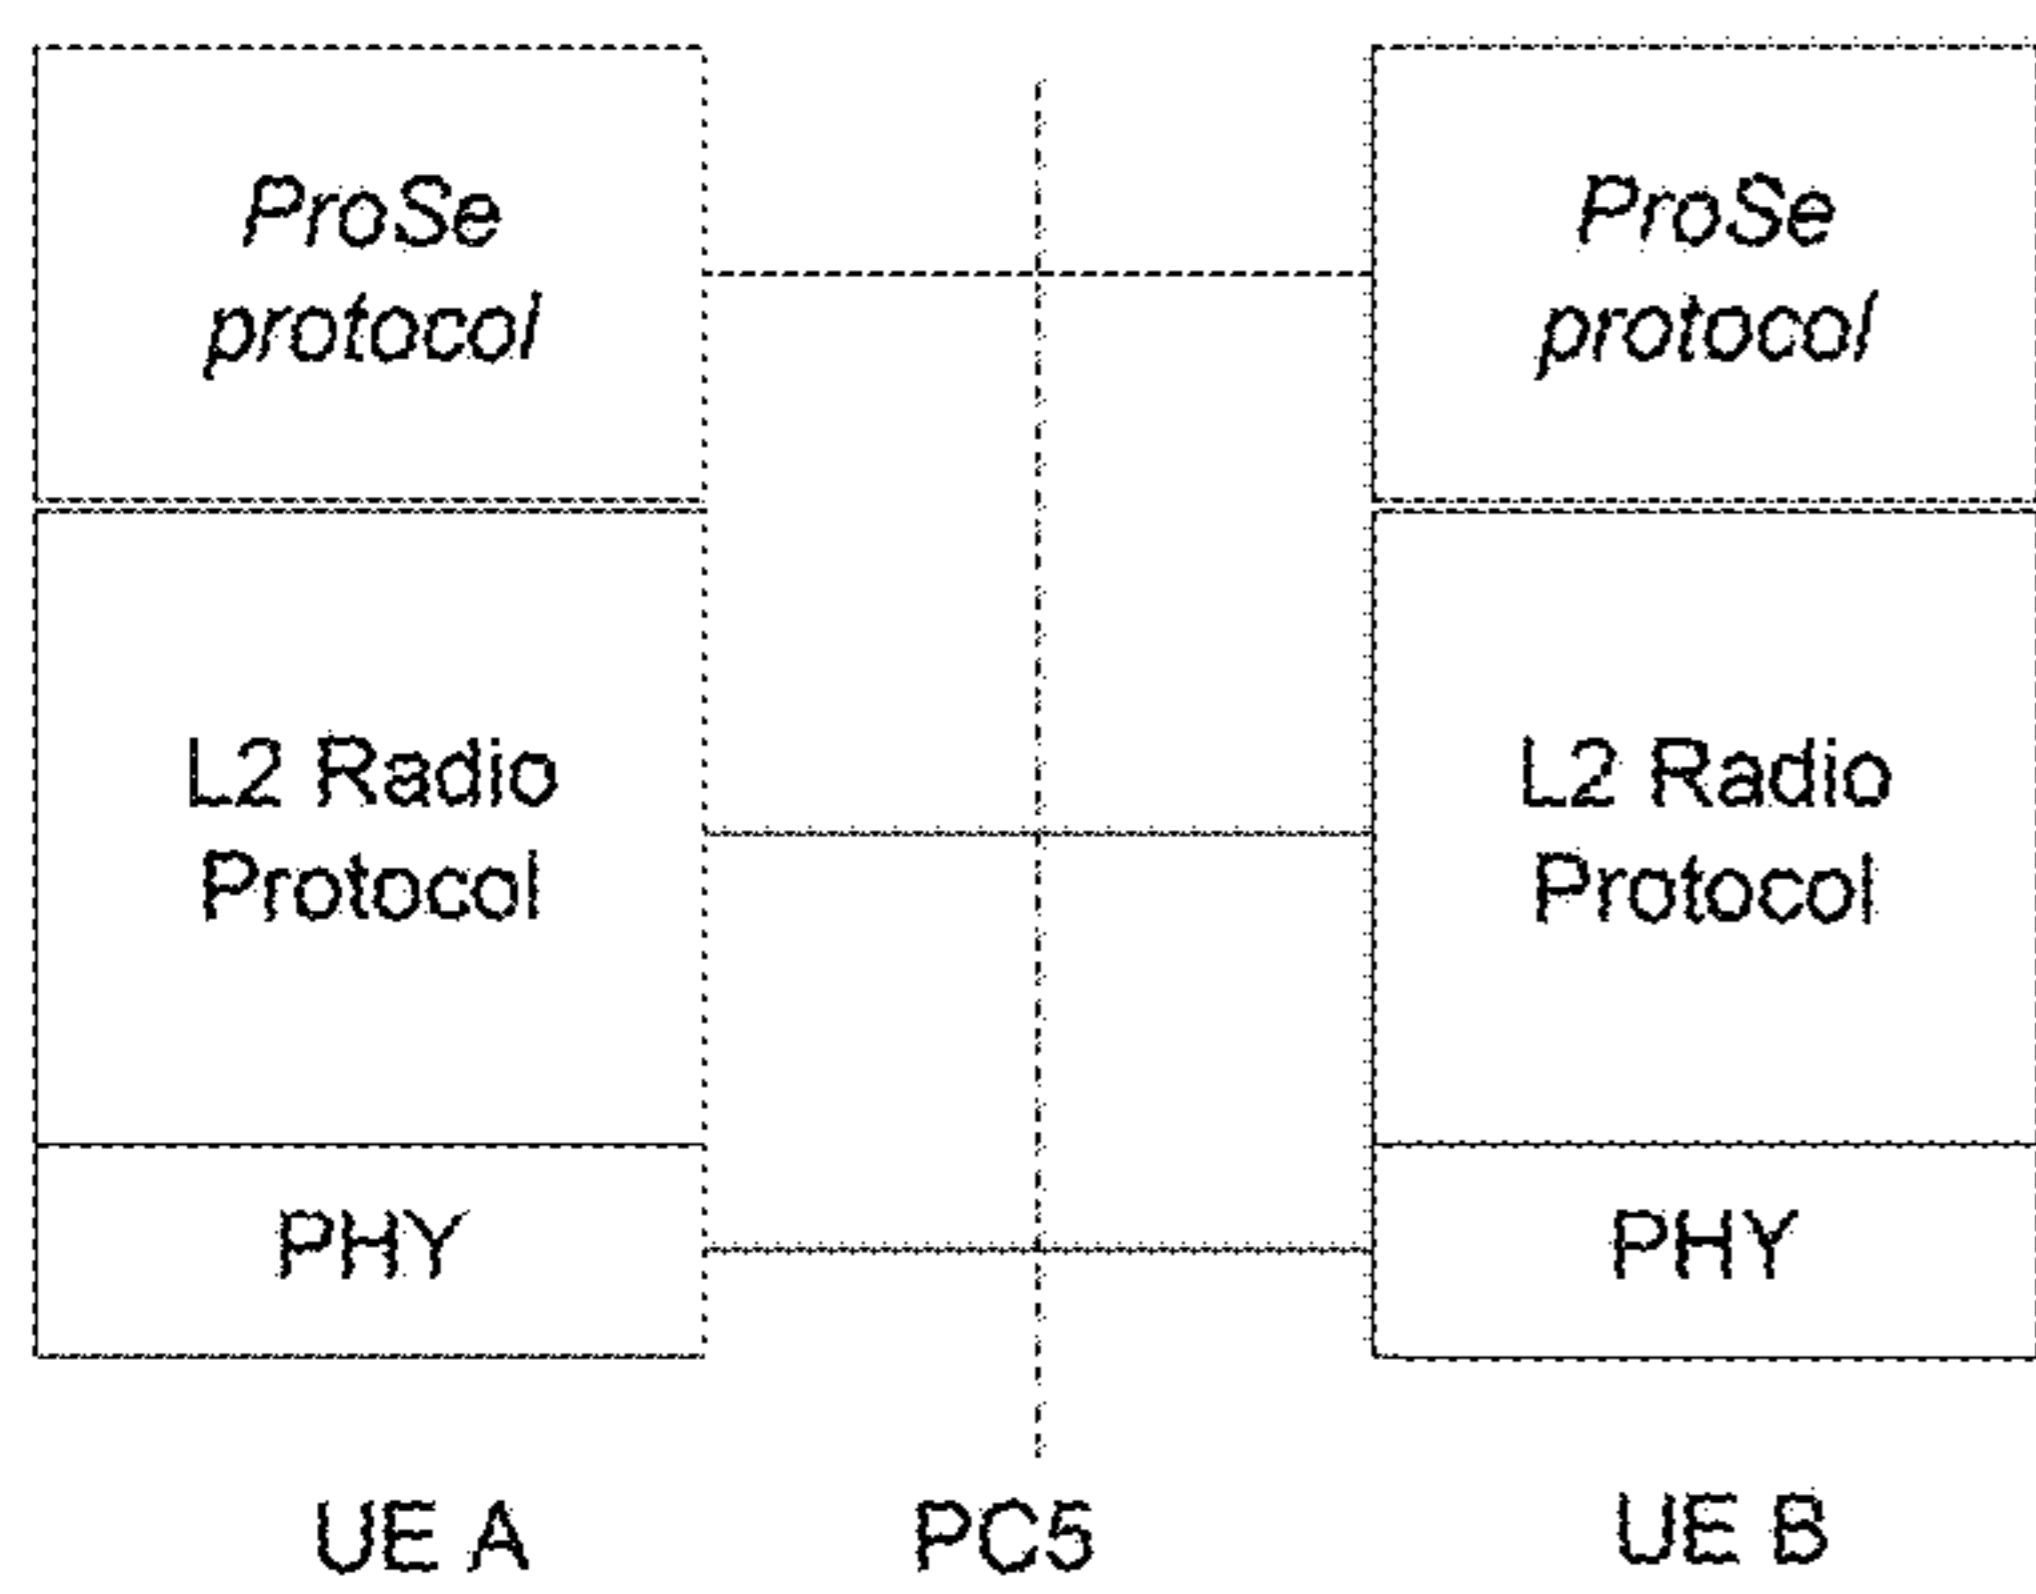 ProSe
protocol
ProSe
protocol
L2 Radio
Protocol
L2 Radio
Protocol
PHY
PHY
UE A
PC5
UE B